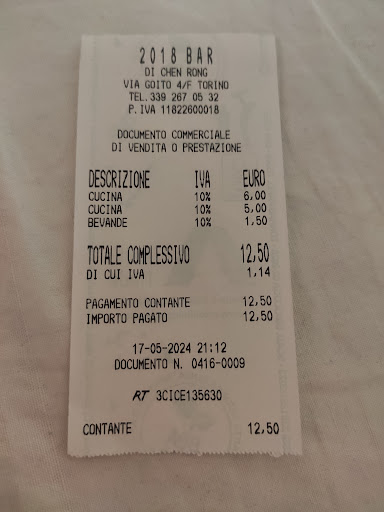 2018 BAR
DI CHEN RONG
VIA GOITO 4/F TORINO
TEL.339 267 05 32
P.IVA 11822600018
DOCUMENTO COMMERCIALE
DI VENDITA O PRESTAZIONE
DESCRIZIONE IVA EURO
CUCINA 10% 6,00
CUCINA 10% 5,00
BEVANDE 10% 1,50
TOTALE COMPLESSIVO 12,50
DI CUI IVA 1,14
PAGAMENTO CONTANTE 12,50
IMPORTO PAGATO 12,50
17-05-2024 21:12
DOCUMENTO N. 0416-0009
RT 3CICE135630
CONTANTE 12,50